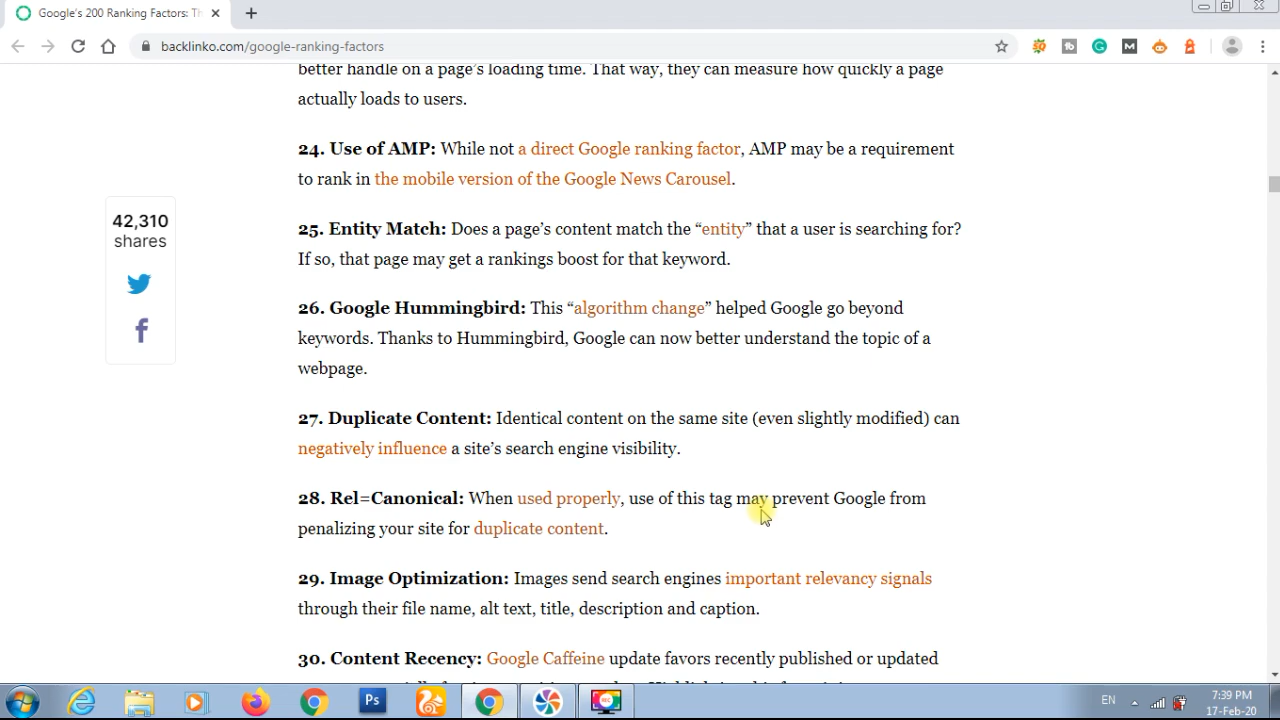 Google's 200 Ranking Factors: Th
backlinko.com/google-ranking-factors
better handle on a page's loading time. That way, they can measure how quickly a page
actually loads to users.
24. Use of AMP: While not a direct Google ranking factor, AMP may be a requirement
to rank in the mobile version of the Google News Carousel.
42,310
shares
25. Entity Match: Does a page's content match the “entity” that a user is searching for?
If so, that page may get a rankings boost for that keyword.
26. Google Hummingbird: This “algorithm change” helped Google go beyond
keywords. Thanks to Hummingbird, Google can now better understand the topic of a
webpage.
27. Duplicate Content: Identical content on the same site (even slightly modified) can
negatively influence a site's search engine visibility.
28. Rel=Canonical: When used properly, use of this tag may prevent Google from
penalizing your site for duplicate content.
29. Image Optimization: Images send search engines important relevancy signals
through their file name, alt text, title, description and caption.
30. Content Recency: Google Caffeine update favors recently published or updated
Ps
EN
7:39 PM
17-Feb-20